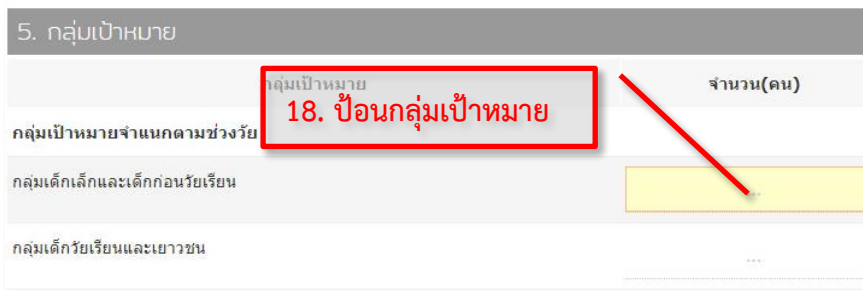 5. กลุ่มเป้าหมาย
กลุ่มเป้าหมาย
จำนวน(คน)
18. ป้อนกลุ่มเป้าหมาย
กลุ่มเป้าหมายจำแนกตามช่วงวัย
กลุ่มเด็กเล็กและเด็กก่อนวัยเรียน
...
กลุ่มเด็กวัยเรียนและเยาวชน
...